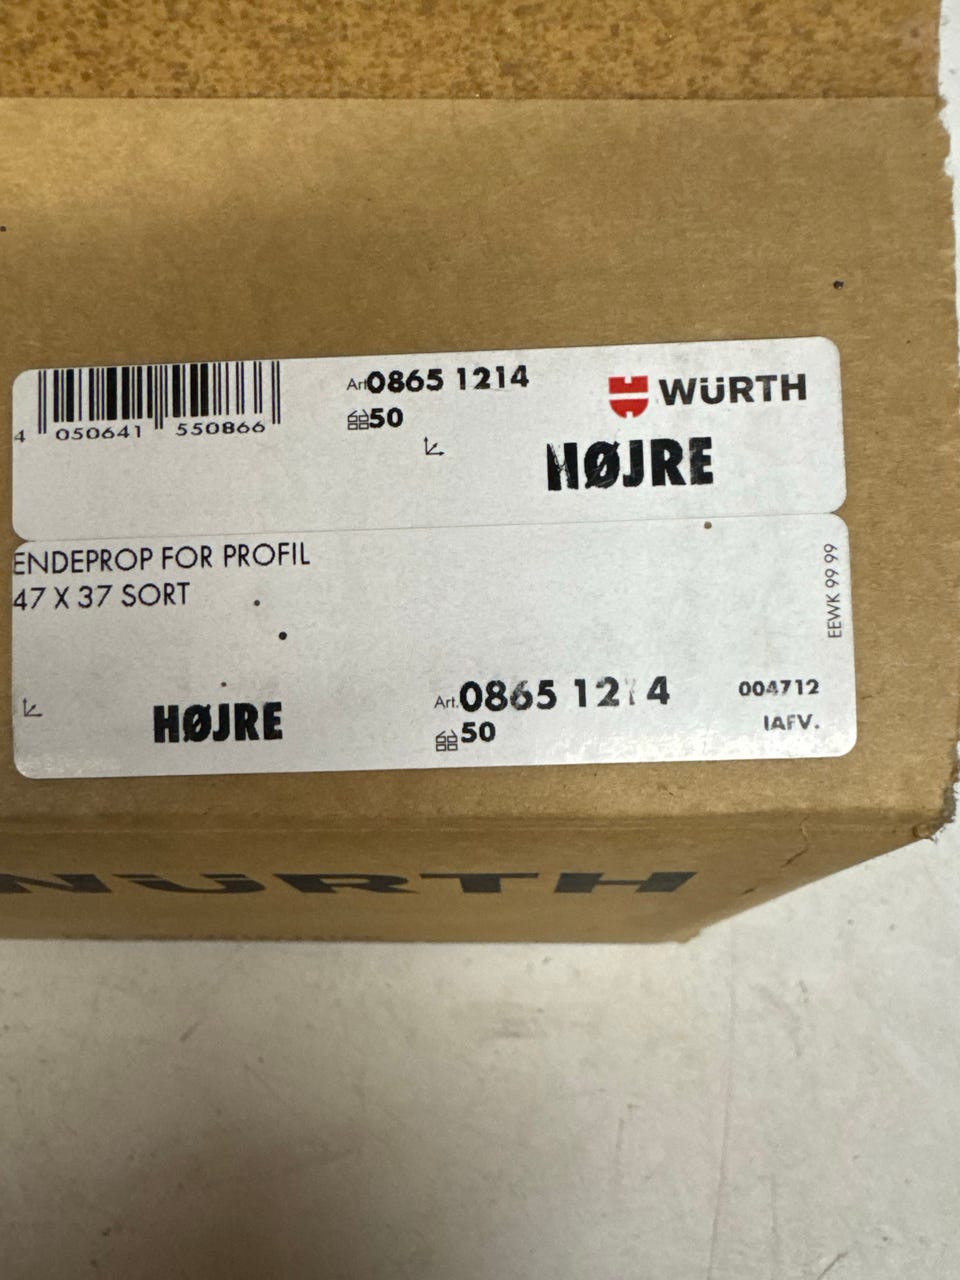 Art. 0865 1214
WÜRTH
50
4 050641 550866
HØJRE
ENDEPROP FOR PROFIL
47 X 37 SORT
EEWK 99 99
Art. 0865 1214
004712
HØJRE
50
IAFV.
WÜRTH